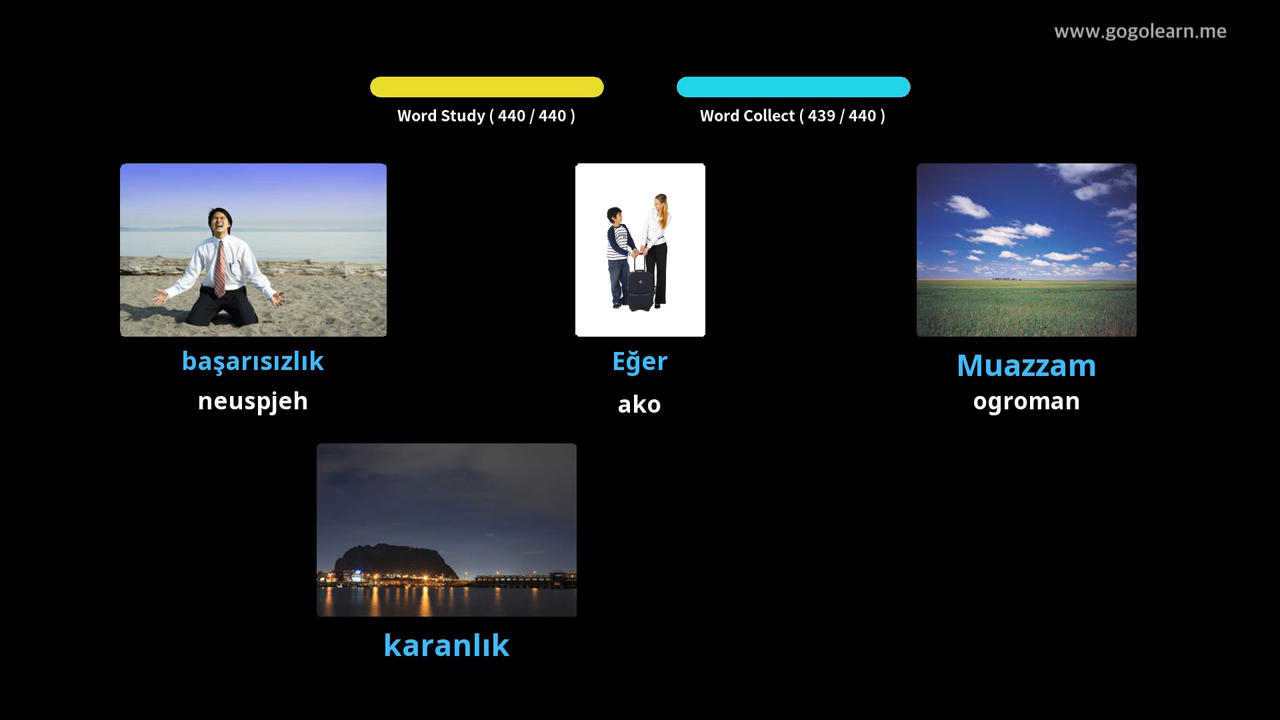 www.gogolearn.me
Word Study ( 440 / 440 )
Word Collect ( 439 / 440 )
başarısızlık
neuspjeh
Eğer
ako
Muazzam
ogroman
karanlık